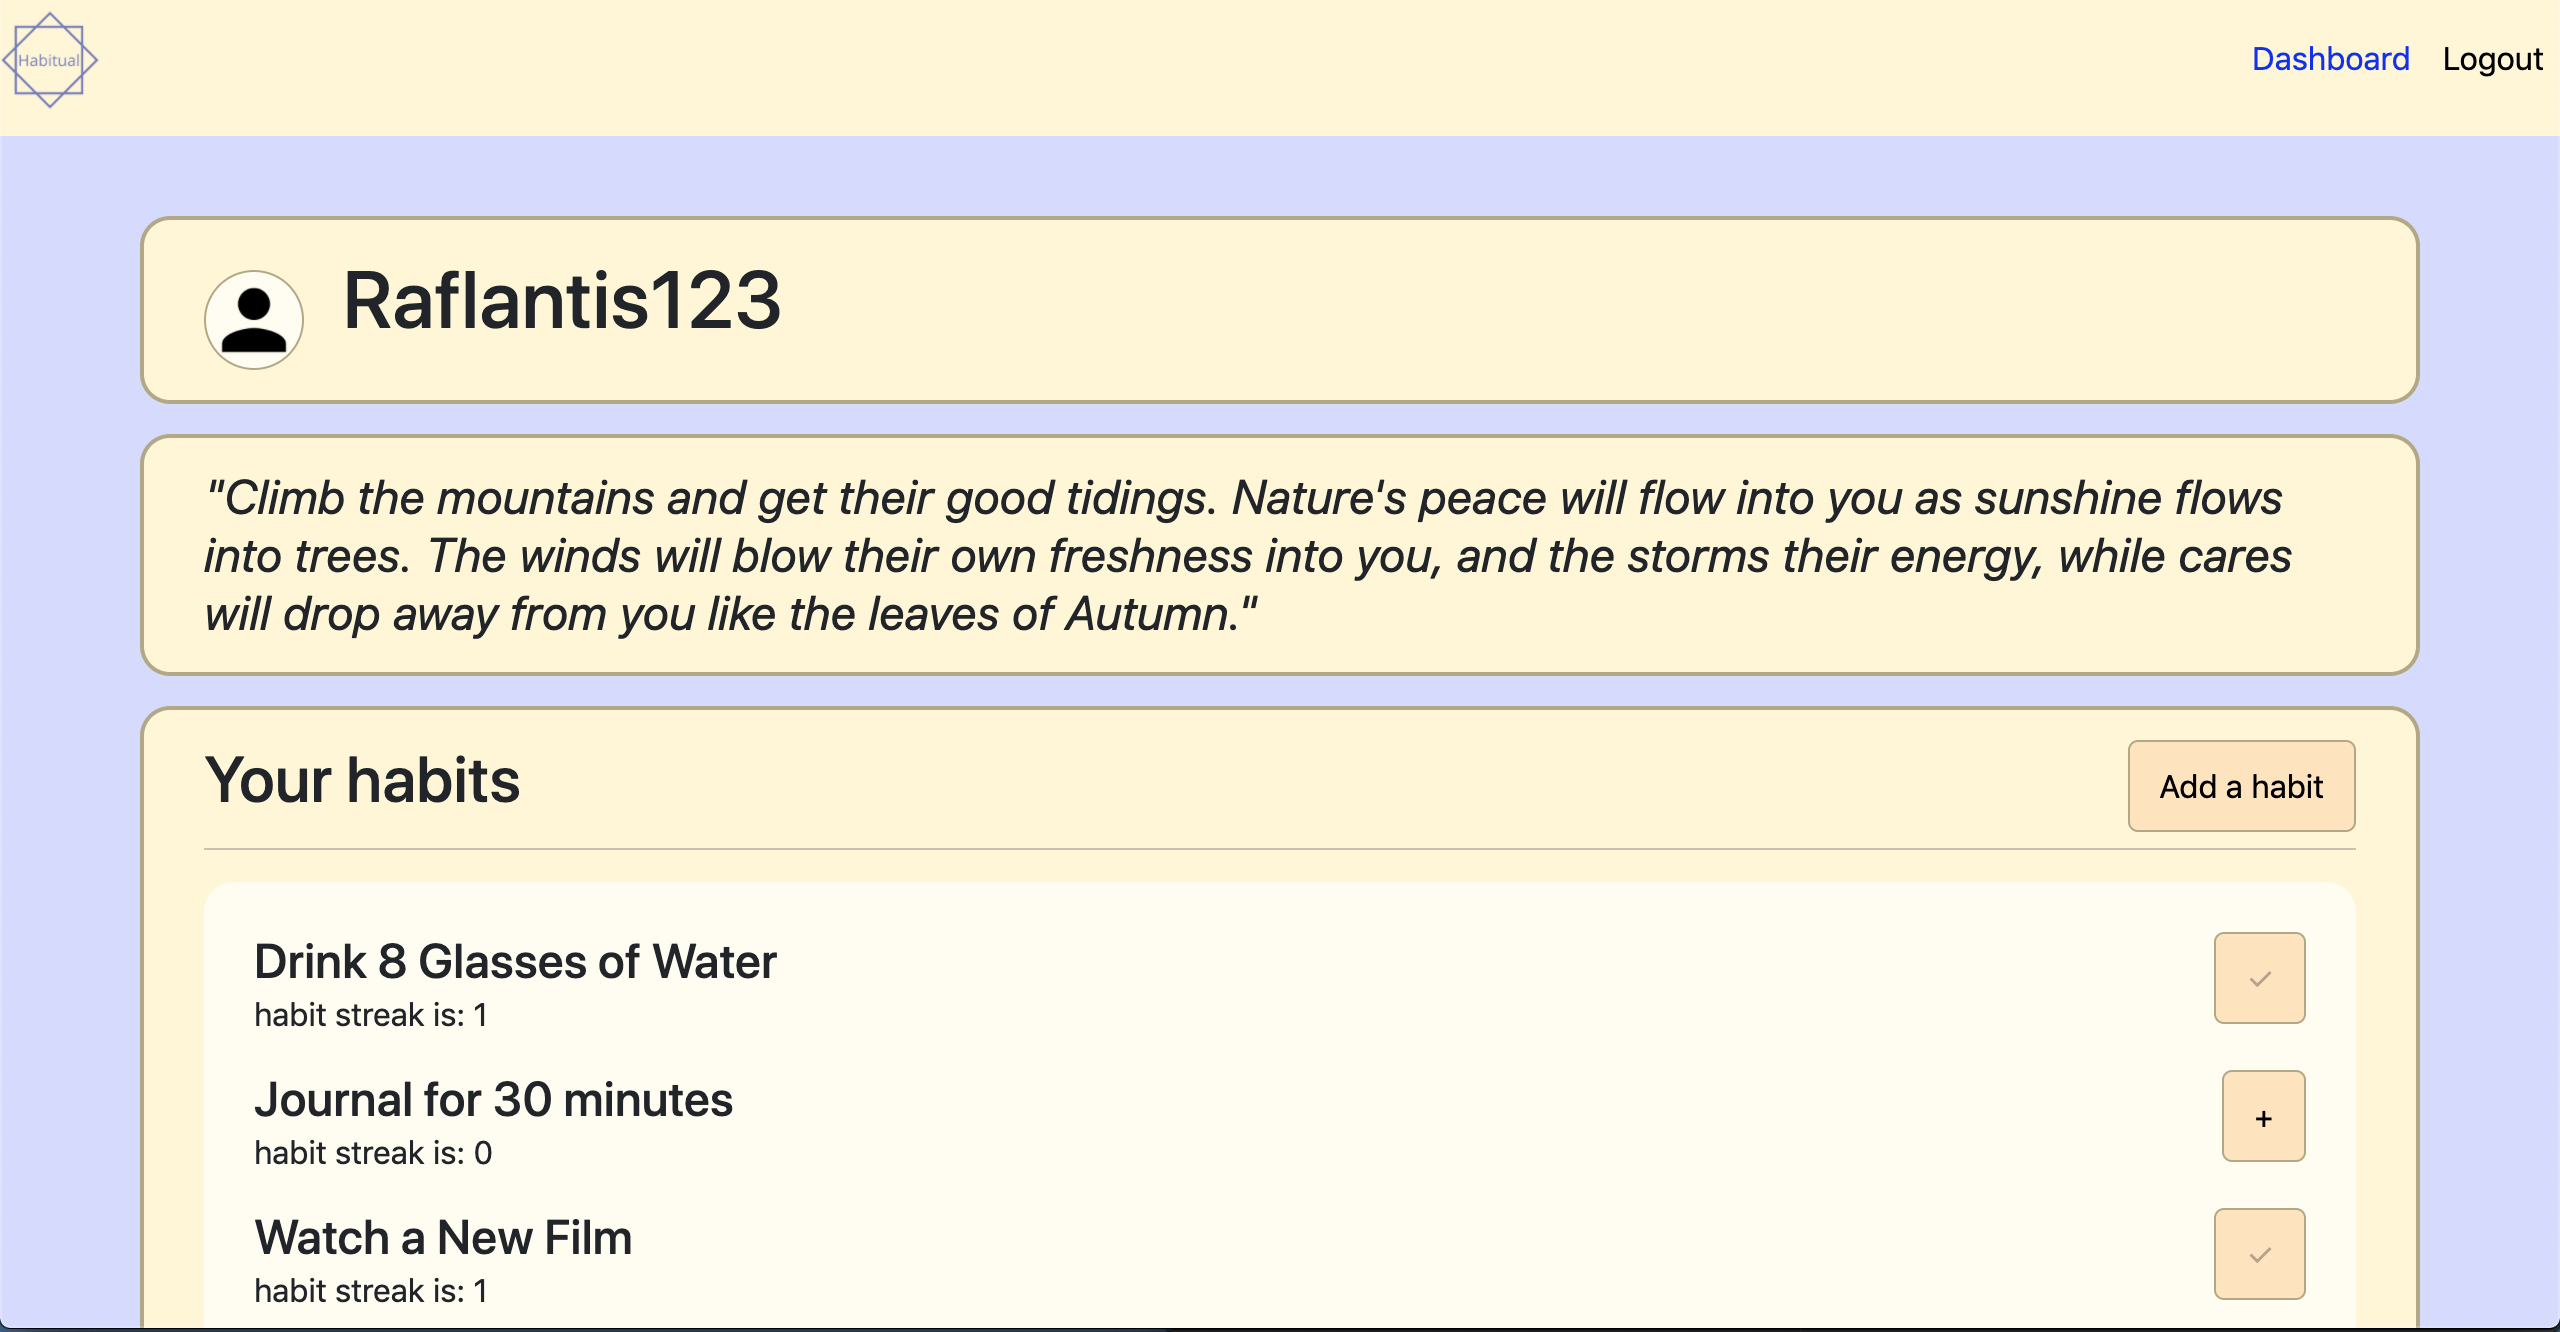 Habitual
Dashboard Logout
Raflantis123
"Climb the mountains and get their good tidings. Nature's peace will flow into you as sunshine flows
into trees. The winds will blow their own freshness into you, and the storms their energy, while cares
will drop away from you like the leaves of Autumn."
Your habits
Add a habit
Drink 8 Glasses of Water
habit streak is: 1
✓
Journal for 30 minutes
habit streak is: 0
+
Watch a New Film
habit streak is: 1
✓